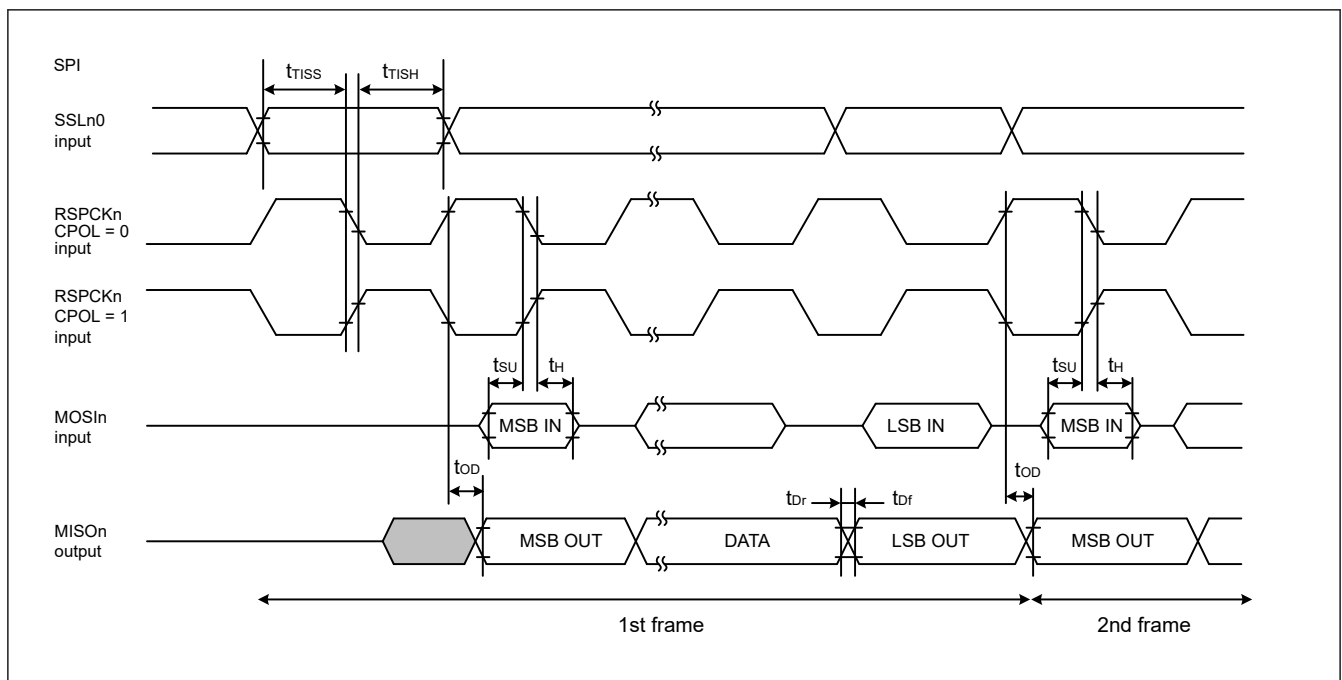 SPI
tTISS
tTISH
SSLn0
input
RSPCKn
CPOL = 0
input
RSPCKn
CPOL = 1
input
tSU
tH
tSU
tH
MOSIn
input
MSB IN
LSB IN
MSB IN
tOD
tOD
tDr
tDf
MISOn
output
MSB OUT
DATA
LSB OUT
MSB OUT
1st frame
2nd frame